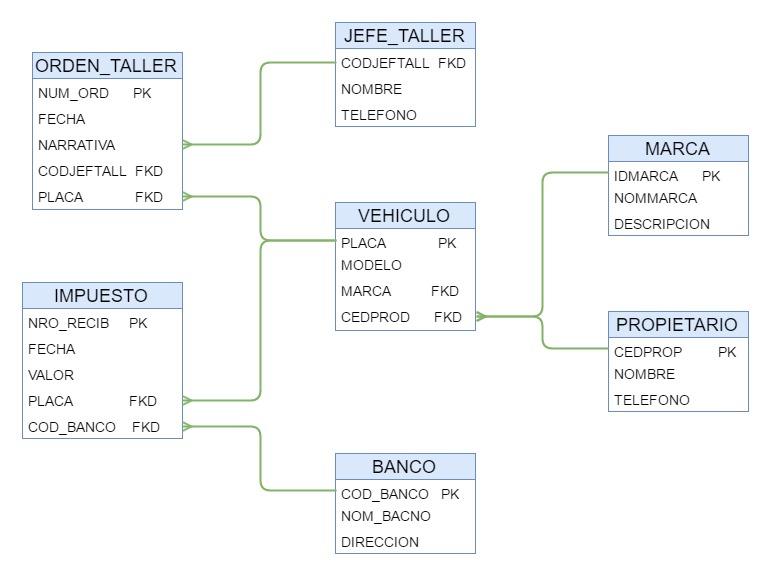 ORDEN_TALLER
NUM_ORD PK
FECHA
NARRATIVA
CODJEFTALL FKD
PLACA FKD
JEFE_TALLER
CODJEFTALL FKD
NOMBRE
TELEFONO
MARCA
IDMARCA PK
NOMMARCA
DESCRIPCION
VEHICULO
PLACA PK
MODELO
MARCA FKD
CEDPROD FKD
IMPUESTO
NRO_RECIB PK
FECHA
VALOR
PLACA FKD
COD_BANCO FKD
PROPIETARIO
CEDPROP PK
NOMBRE
TELEFONO
BANCO
COD_BANCO PK
NOM_BACNO
DIRECCION